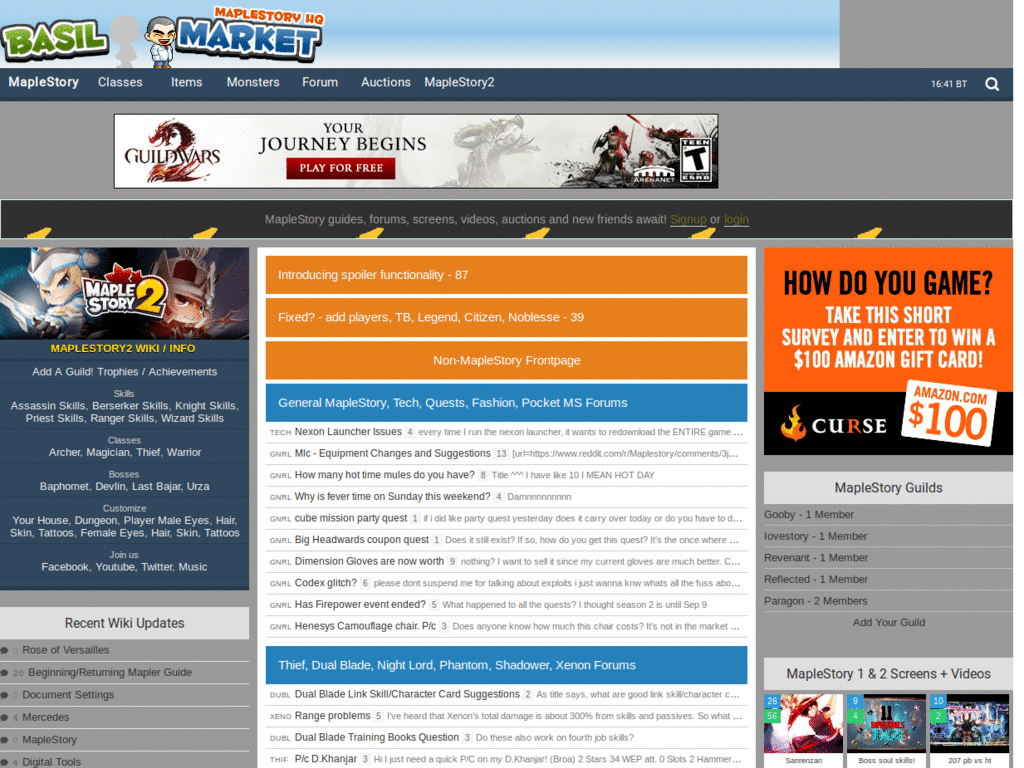 BASIL MARKET
MAPLESTORY HQ
MapleStory Classes Items Monsters Forum Auctions MapleStory2 16:41 BT
GUILD WARS 2
YOUR
JOURNEY BEGINS
PLAY FOR FREE
ARENANET
TEEN
T
ESRB
MapleStory guides, forums, screens, videos, auctions and new friends await! Signup or login
MAPLE
STORY 2
MAPLESTORY2 WIKI / INFO
Add A Guild! Trophies / Achievements
Skills
Assassin Skills, Berserker Skills, Knight Skills,
Priest Skills, Ranger Skills, Wizard Skills
Classes
Archer, Magician, Thief, Warrior
Bosses
Baphomet, Devlin, Last Bajar, Urza
Customize
Your House, Dungeon, Player Male Eyes, Hair,
Skin, Tattoos, Female Eyes, Hair, Skin, Tattoos
Join us
Facebook, Youtube, Twitter, Music
Recent Wiki Updates
0 Rose of Versailles
20 Beginning/Returning Mapler Guide
0 Document Settings
4 Mercedes
0 MapleStory
4 Digital Tools
Introducing spoiler functionality - 87
Fixed? - add players, TB, Legend, Citizen, Noblesse - 39
Non-MapleStory Frontpage
General MapleStory, Tech, Quests, Fashion, Pocket MS Forums
TECH Nexon Launcher Issues 4 every time I run the nexon launcher, it wants to redownload the ENTIRE game....
GNRL Mlc - Equipment Changes and Suggestions 13 [url=https://www.reddit.com/r/Maplestory/comments/3j...
GNRL How many hot time mules do you have? 8 Title ^^^ I have like 10 I MEAN HOT DAY
GNRL Why is fever time on Sunday this weekend? 4 Damnnnnnnnnn
GNRL cube mission party quest 1 if i did like party quest yesterday does it carry over today or do you have to d...
GNRL Big Headwards coupon quest 1 Does it still exist? If so, how do you get this quest? It's the once where ...
GNRL Dimension Gloves are now worth 9 nothing? I want to sell it since my current gloves are much better. C...
GNRL Codex glitch? 6 please dont suspend me for talking about exploits i just wanna knw whats all the fuss abo...
GNRL Has Firepower event ended? 5 What happened to all the quests? I thought season 2 is until Sep 9
GNRL Henesys Camouflage chair. P/c 3 Does anyone know how much this chair costs? It's not in the market ...
Thief, Dual Blade, Night Lord, Phantom, Shadower, Xenon Forums
DUBL Dual Blade Link Skill/Character Card Suggestions 2 As title says, what are good link skill/character c...
XENO Range problems 5 I've heard that Xenon's total damage is about 300% from skills and passives. So what ...
DUBL Dual Blade Training Books Question 3 Do these also work on fourth job skills?
THIF P/c D.Khanjar 3 Hi I just need a quick P/C on my D.Khanjar! (Broa) 2 Stars 34 WEP att. 0 Slots 2 Hammer...
HOW DO YOU GAME?
TAKE THIS SHORT
SURVEY AND ENTER TO WIN A
$100 AMAZON GIFT CARD!
CURSE
AMAZON.COM
$100
MapleStory Guilds
Gooby - 1 Member
lovestory - 1 Member
Revenant - 1 Member
Reflected - 1 Member
Paragon - 2 Members
Add Your Guild
MapleStory 1 & 2 Screens + Videos
26 9 10
56 4 2
Sanrenzan Boss soul skills! 207 pb vs ht